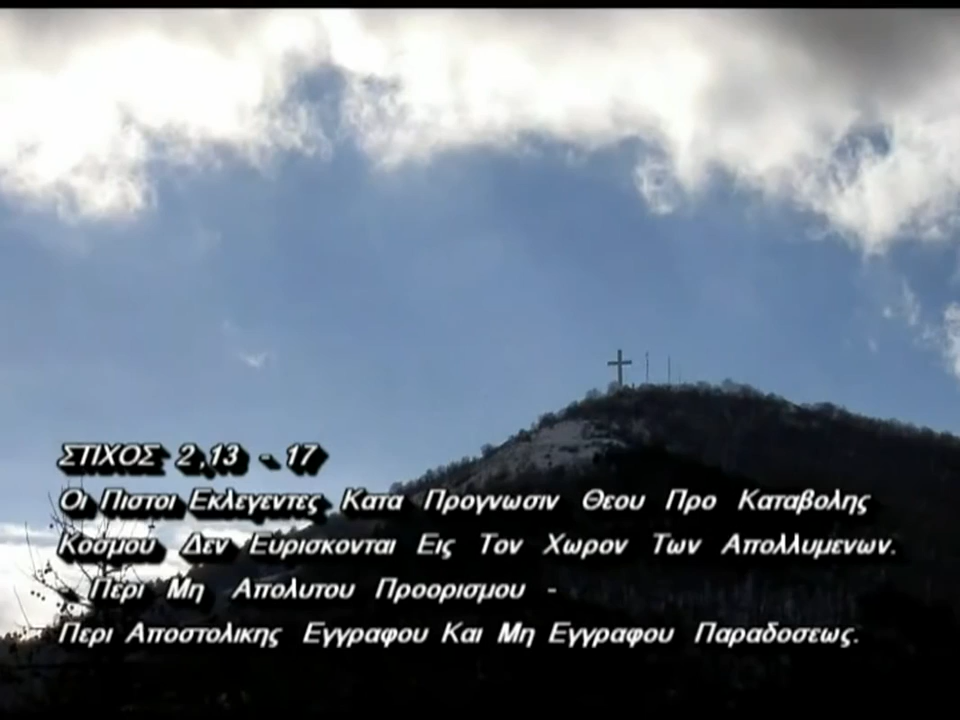 ΣΤΙΧΟΣ 2,13 - 17
Οι Πιστοι Εκλεγεντες Κατα Προγνωσιν Θεου Προ Καταβολης
Κοσμου Δεν Ευρισκονται Εις Τον Χωρον Των Απολλυμενων.
Περι Μη Απολυτου Προορισμου -
Περι Αποστολικης Εγγραφου Και Μη Εγγραφου Παραδοσεως.